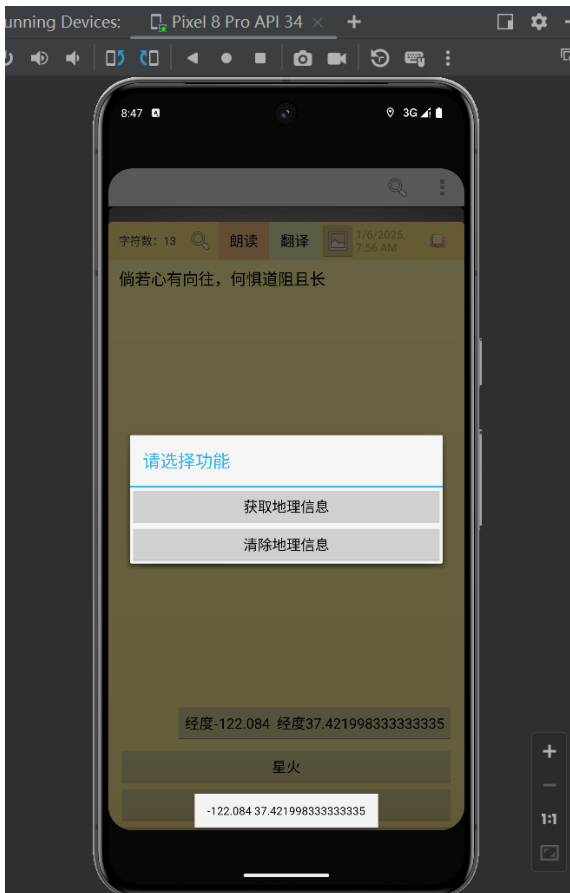 unning Devices: Pixel 8 Pro API 34
8:47 A 3G
字符数: 13 朗读 翻译 1/6/2025, 7:56 AM
倘若心有向往，何惧道阻且长
请选择功能
获取地理信息
清除地理信息
经度-122.084 经度37.421998333333335
星火
-122.084 37.421998333333335
1:1